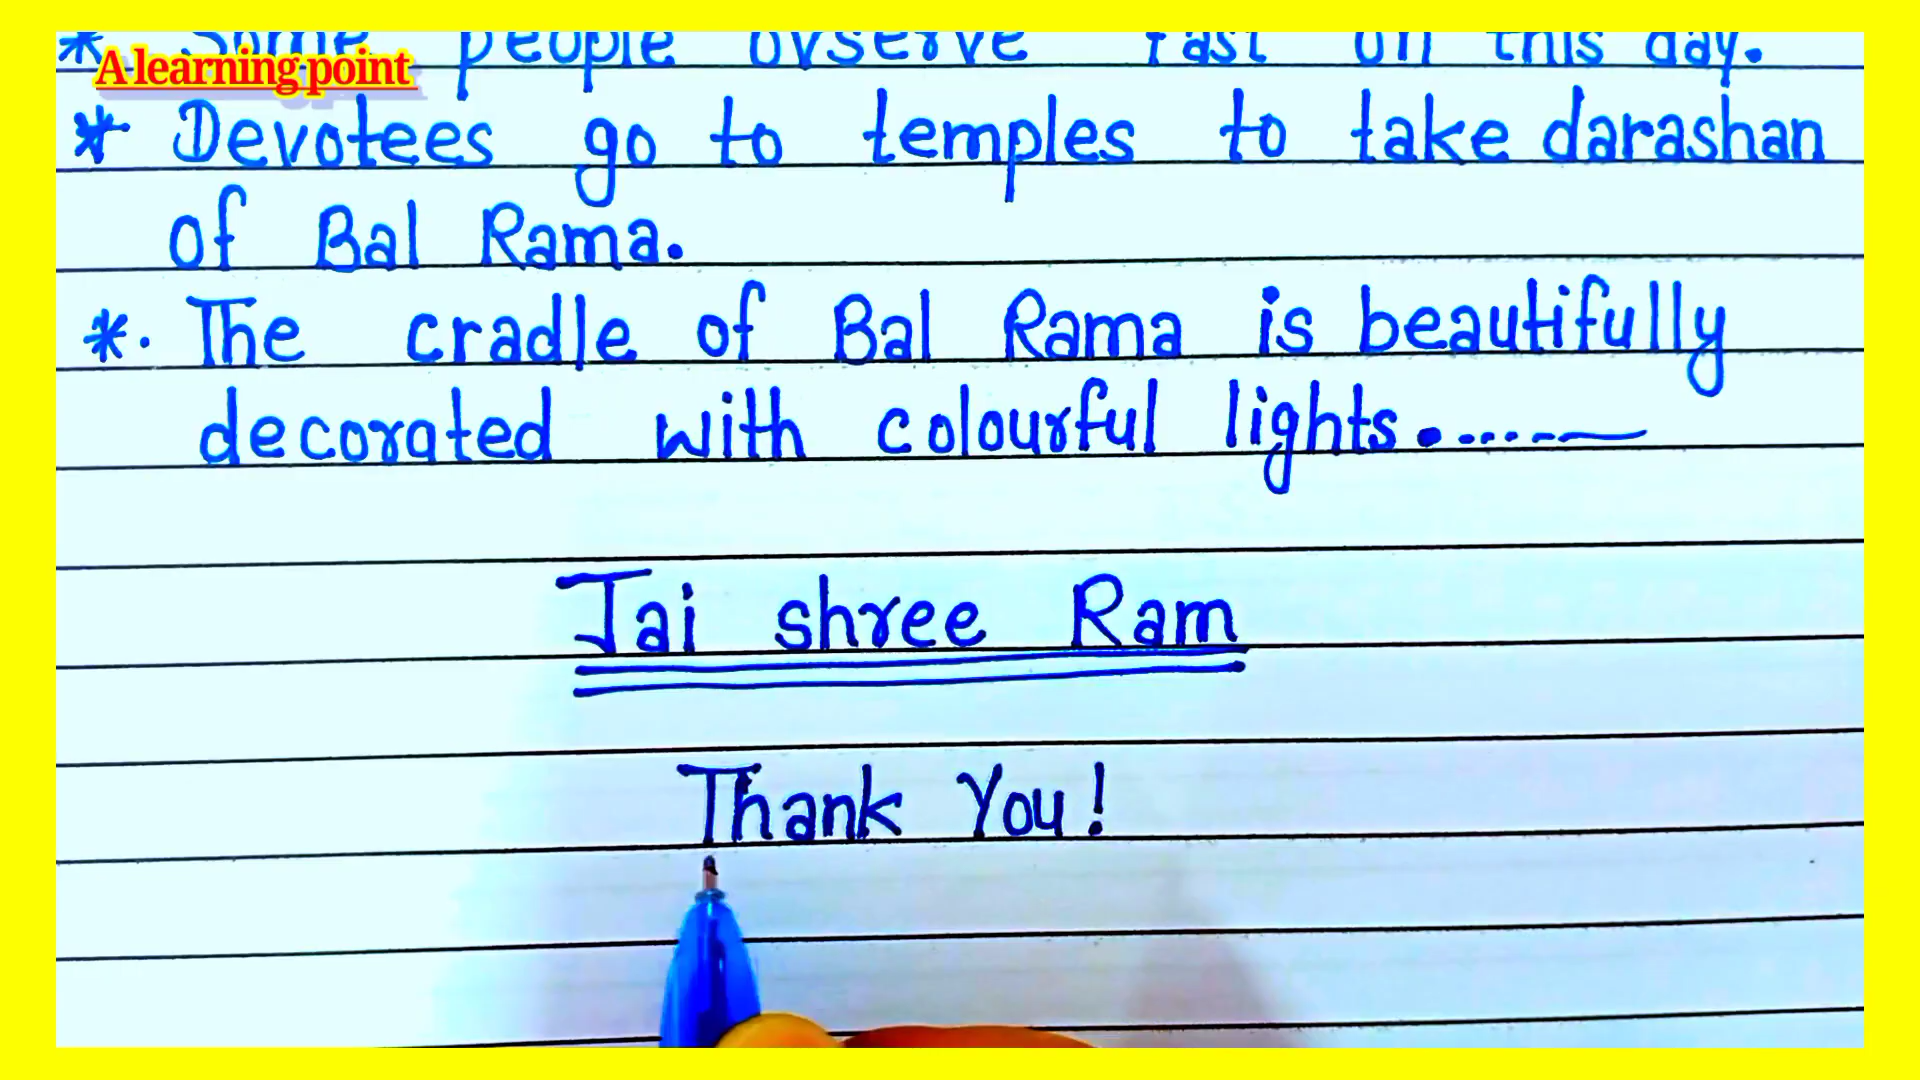 * Some people observe fast on this day.
A learning point
* Devotees go to temples to take darashan
of Bal Rama.
*. The cradle of Bal Rama is beautifully
decorated with colourful lights.
Jai shree Ram
Thank You!